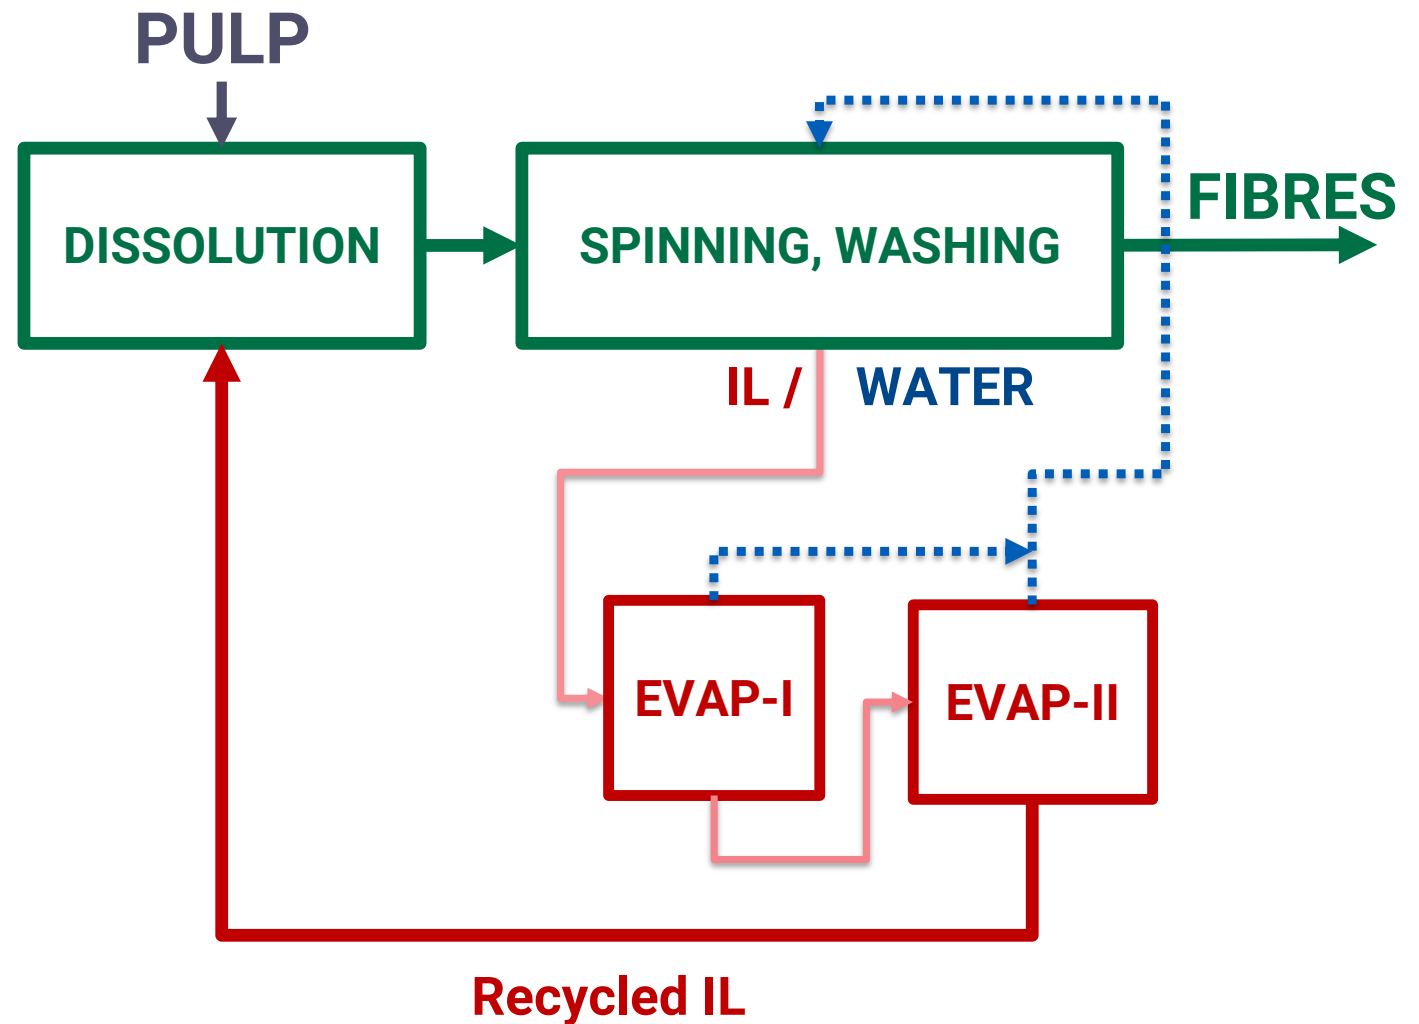 PULP
FIBRES
DISSOLUTION
SPINNING, WASHING
IL / WATER
EVAP-I
EVAP-II
Recycled IL